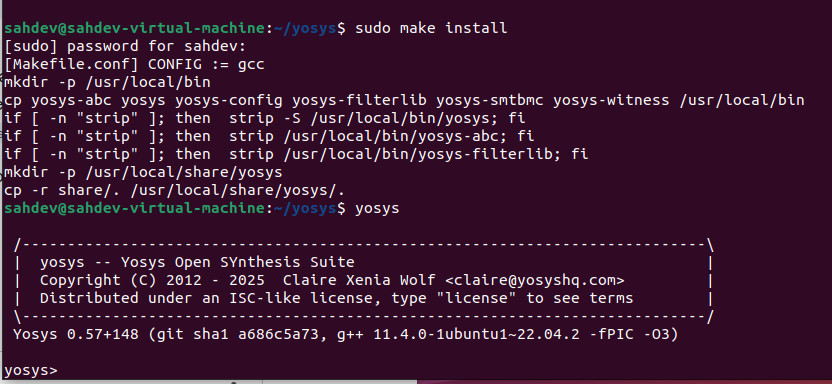 sahdev@sahdev-virtual-machine:~/yosys$ sudo make install
[sudo] password for sahdev:
[Makefile.conf] CONFIG := gcc
mkdir -p /usr/local/bin
cp yosys-abc yosys yosys-config yosys-filterlib yosys-smtbmc yosys-witness /usr/local/bin
if [ -n "strip" ]; then  strip -S /usr/local/bin/yosys; fi
if [ -n "strip" ]; then  strip /usr/local/bin/yosys-abc; fi
if [ -n "strip" ]; then  strip /usr/local/bin/yosys-filterlib; fi
mkdir -p /usr/local/share/yosys
cp -r share/. /usr/local/share/yosys/.
sahdev@sahdev-virtual-machine:~/yosys$ yosys
 /----------------------------------------------------------------------------\
 |  yosys -- Yosys Open SYnthesis Suite                                       |
 |  Copyright (C) 2012 - 2025  Claire Xenia Wolf <claire@yosyshq.com>         |
 |  Distributed under an ISC-like license, type "license" to see terms        |
 \----------------------------------------------------------------------------/
 Yosys 0.57+148 (git sha1 a686c5a73, g++ 11.4.0-1ubuntu1~22.04.2 -fPIC -O3)
yosys>